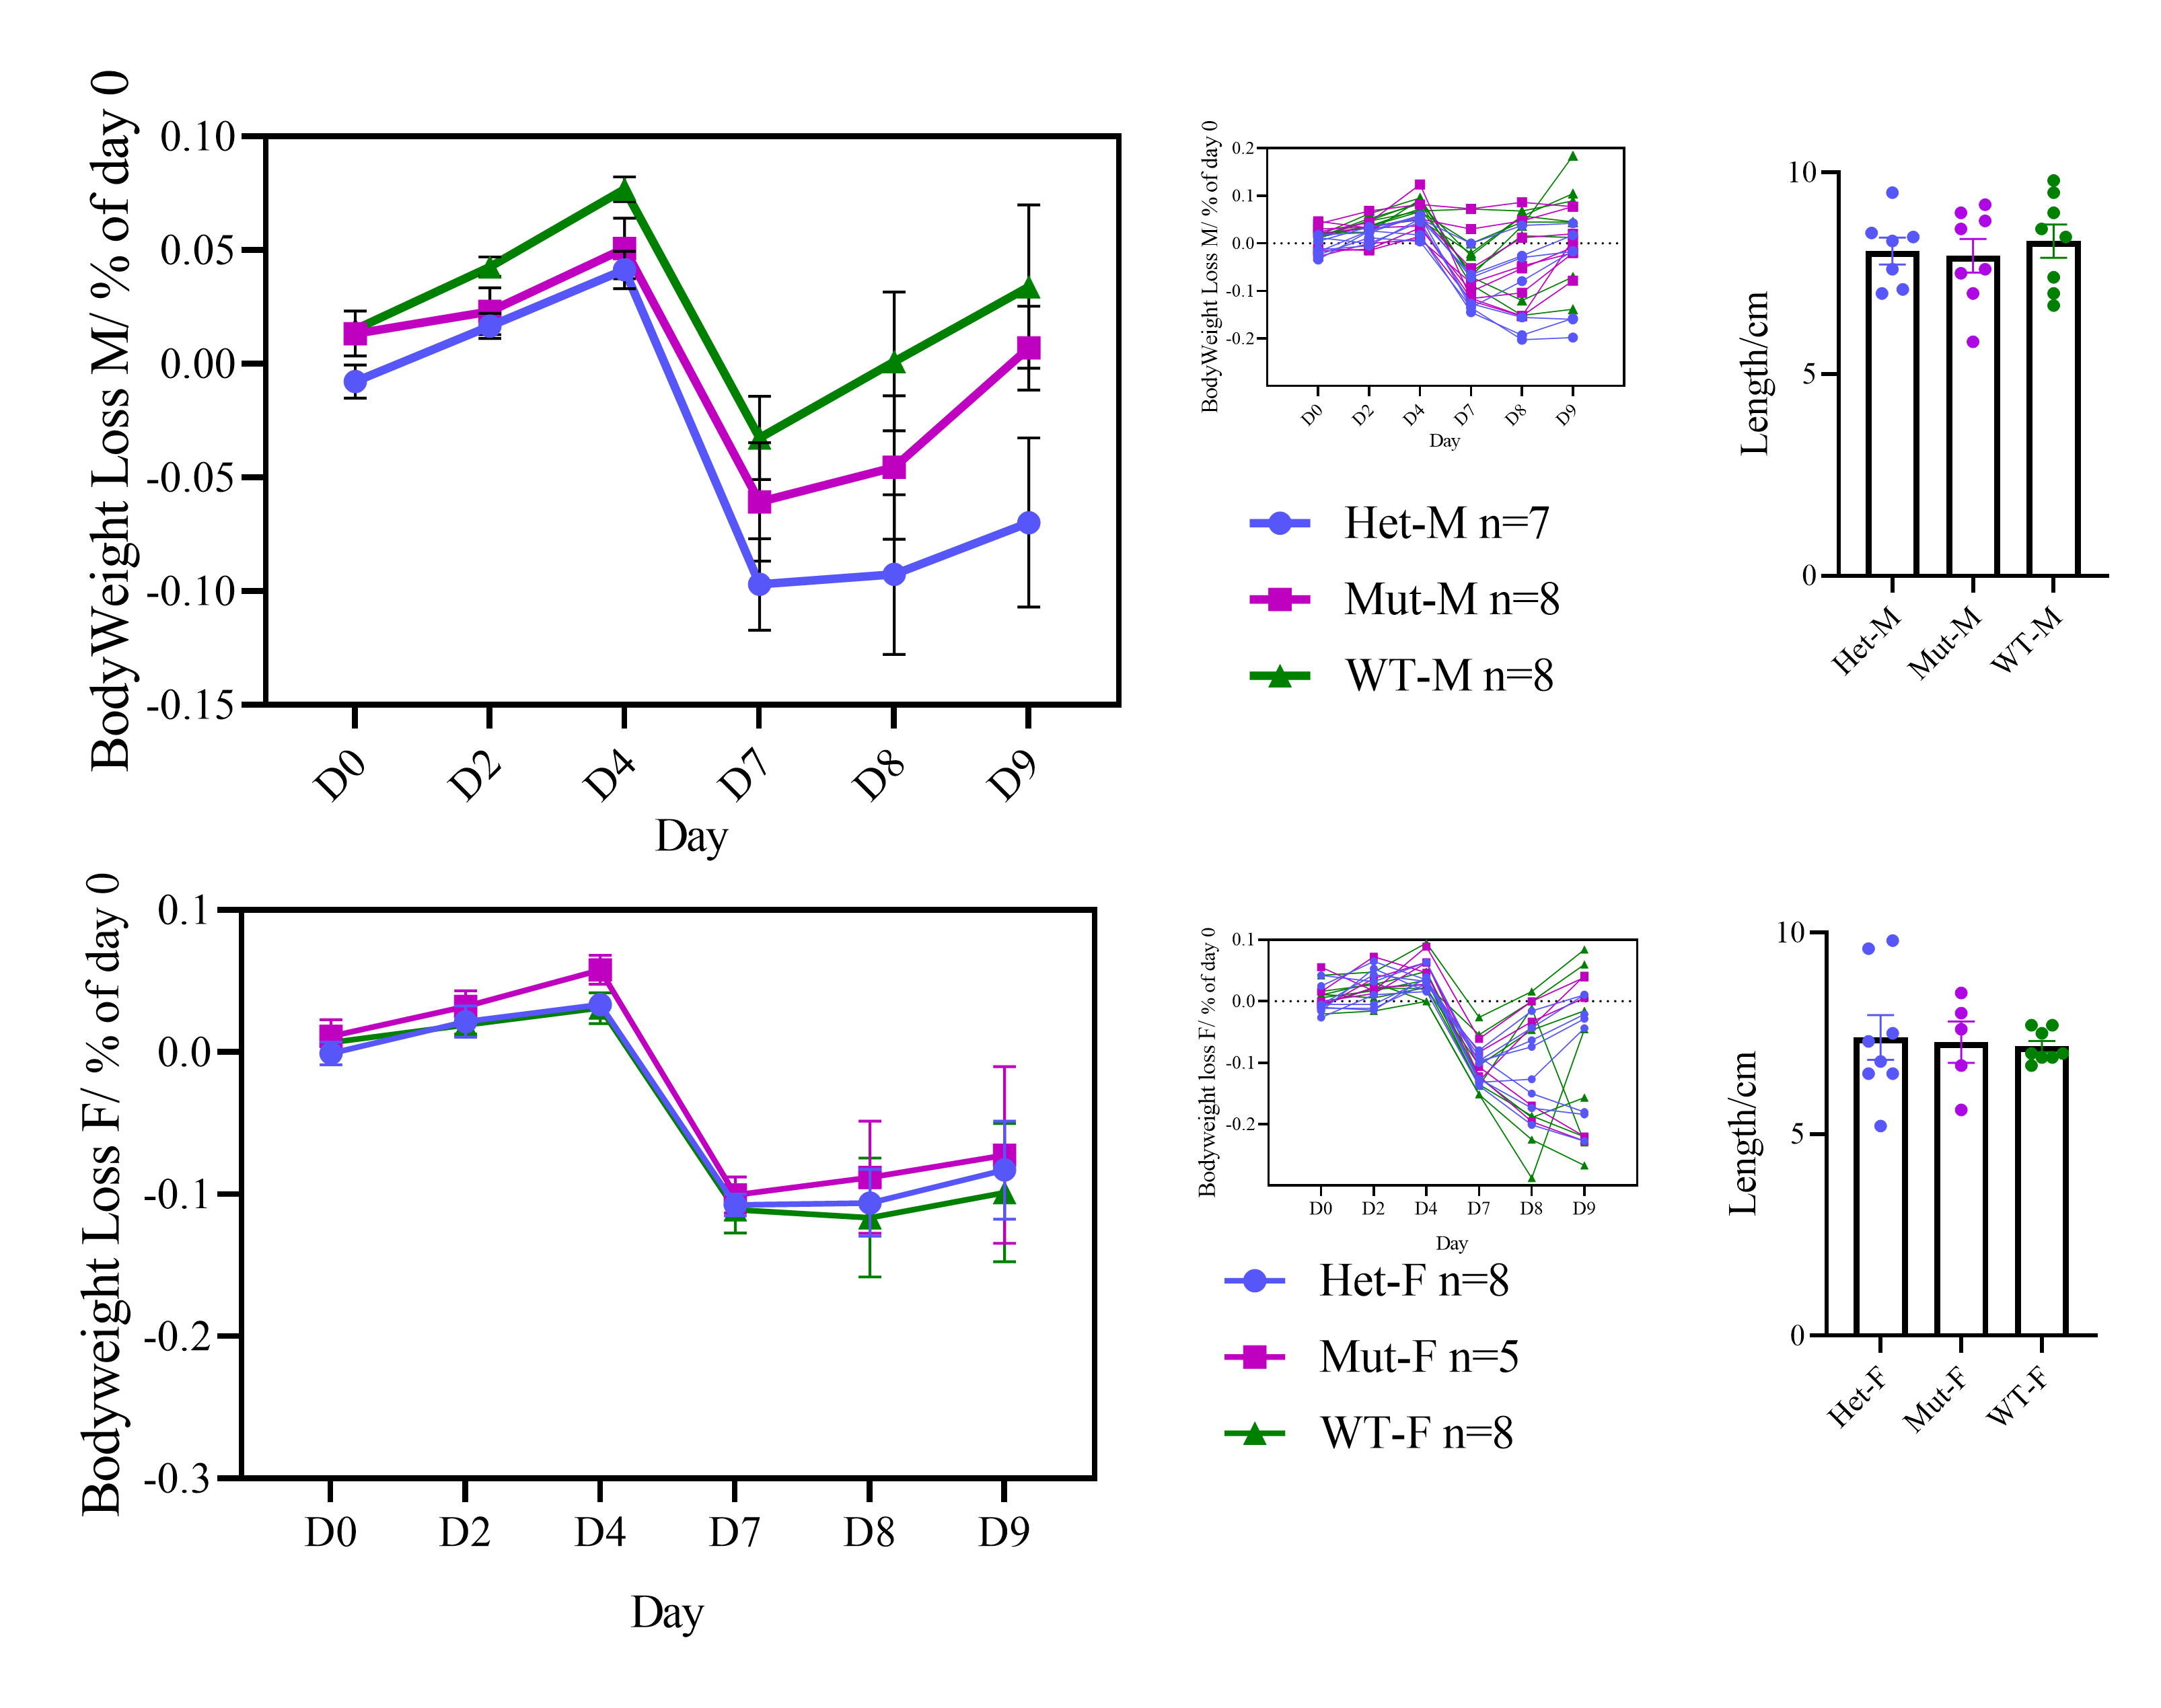 BodyWeight Loss M/ % of day 0
0.10
0.05
0.00
-0.05
-0.10
-0.15
D0 D2 D4 D7 D8 D9
Day
BodyWeight Loss M/ % of day 0
0.2
0.1
0.0
-0.1
-0.2
D0 D2 D4 D7 D8 D9
Day
Het-M n=7
Mut-M n=8
WT-M n=8
Length/cm
10
5
0
Het-M Mut-M WT-M
Bodyweight Loss F/ % of day 0
0.1
0.0
-0.1
-0.2
-0.3
D0 D2 D4 D7 D8 D9
Day
Bodyweight loss F/ % of day 0
0.1
0.0
-0.1
-0.2
D0 D2 D4 D7 D8 D9
Day
Het-F n=8
Mut-F n=5
WT-F n=8
Length/cm
10
5
0
Het-F Mut-F WT-F